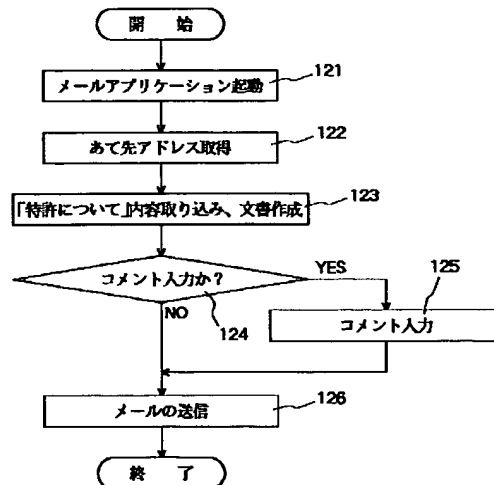 開 始
メールアプリケーション起動
121
あて先アドレス取得
122
「特許について」内容取り込み、文書作成
123
コメント入力か?
YES
NO
124
125
コメント入力
メールの送信
126
終 了